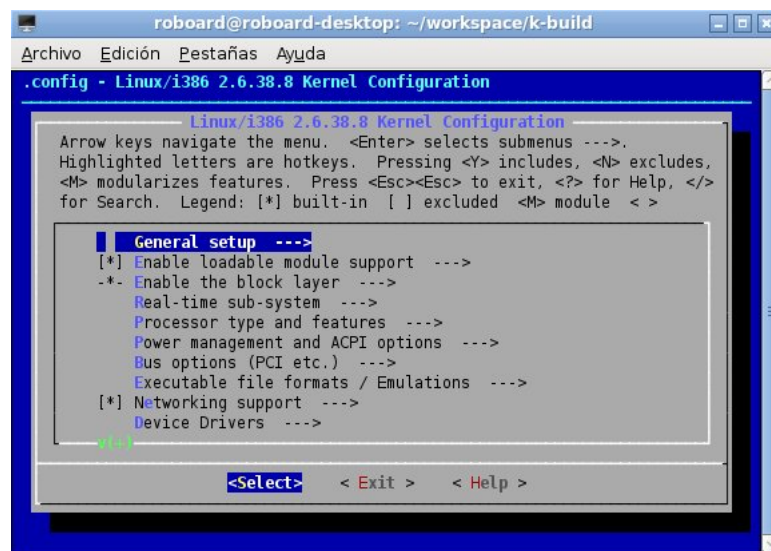 roboard@roboard-desktop: ~/workspace/k-build
Archivo Edición Pestañas Ayuda
.config - Linux/i386 2.6.38.8 Kernel Configuration
Linux/i386 2.6.38.8 Kernel Configuration
Arrow keys navigate the menu. <Enter> selects submenus --->.
Highlighted letters are hotkeys. Pressing <Y> includes, <N> excludes,
<M> modularizes features. Press <Esc><Esc> to exit, <?> for Help, </>
for Search. Legend: [*] built-in [ ] excluded <M> module < >
General setup --->
[*] Enable loadable module support --->
-*- Enable the block layer --->
Real-time sub-system --->
Processor type and features --->
Power management and ACPI options --->
Bus options (PCI etc.) --->
Executable file formats / Emulations --->
[*] Networking support --->
Device Drivers --->
v(+)
<Select> < Exit > < Help >